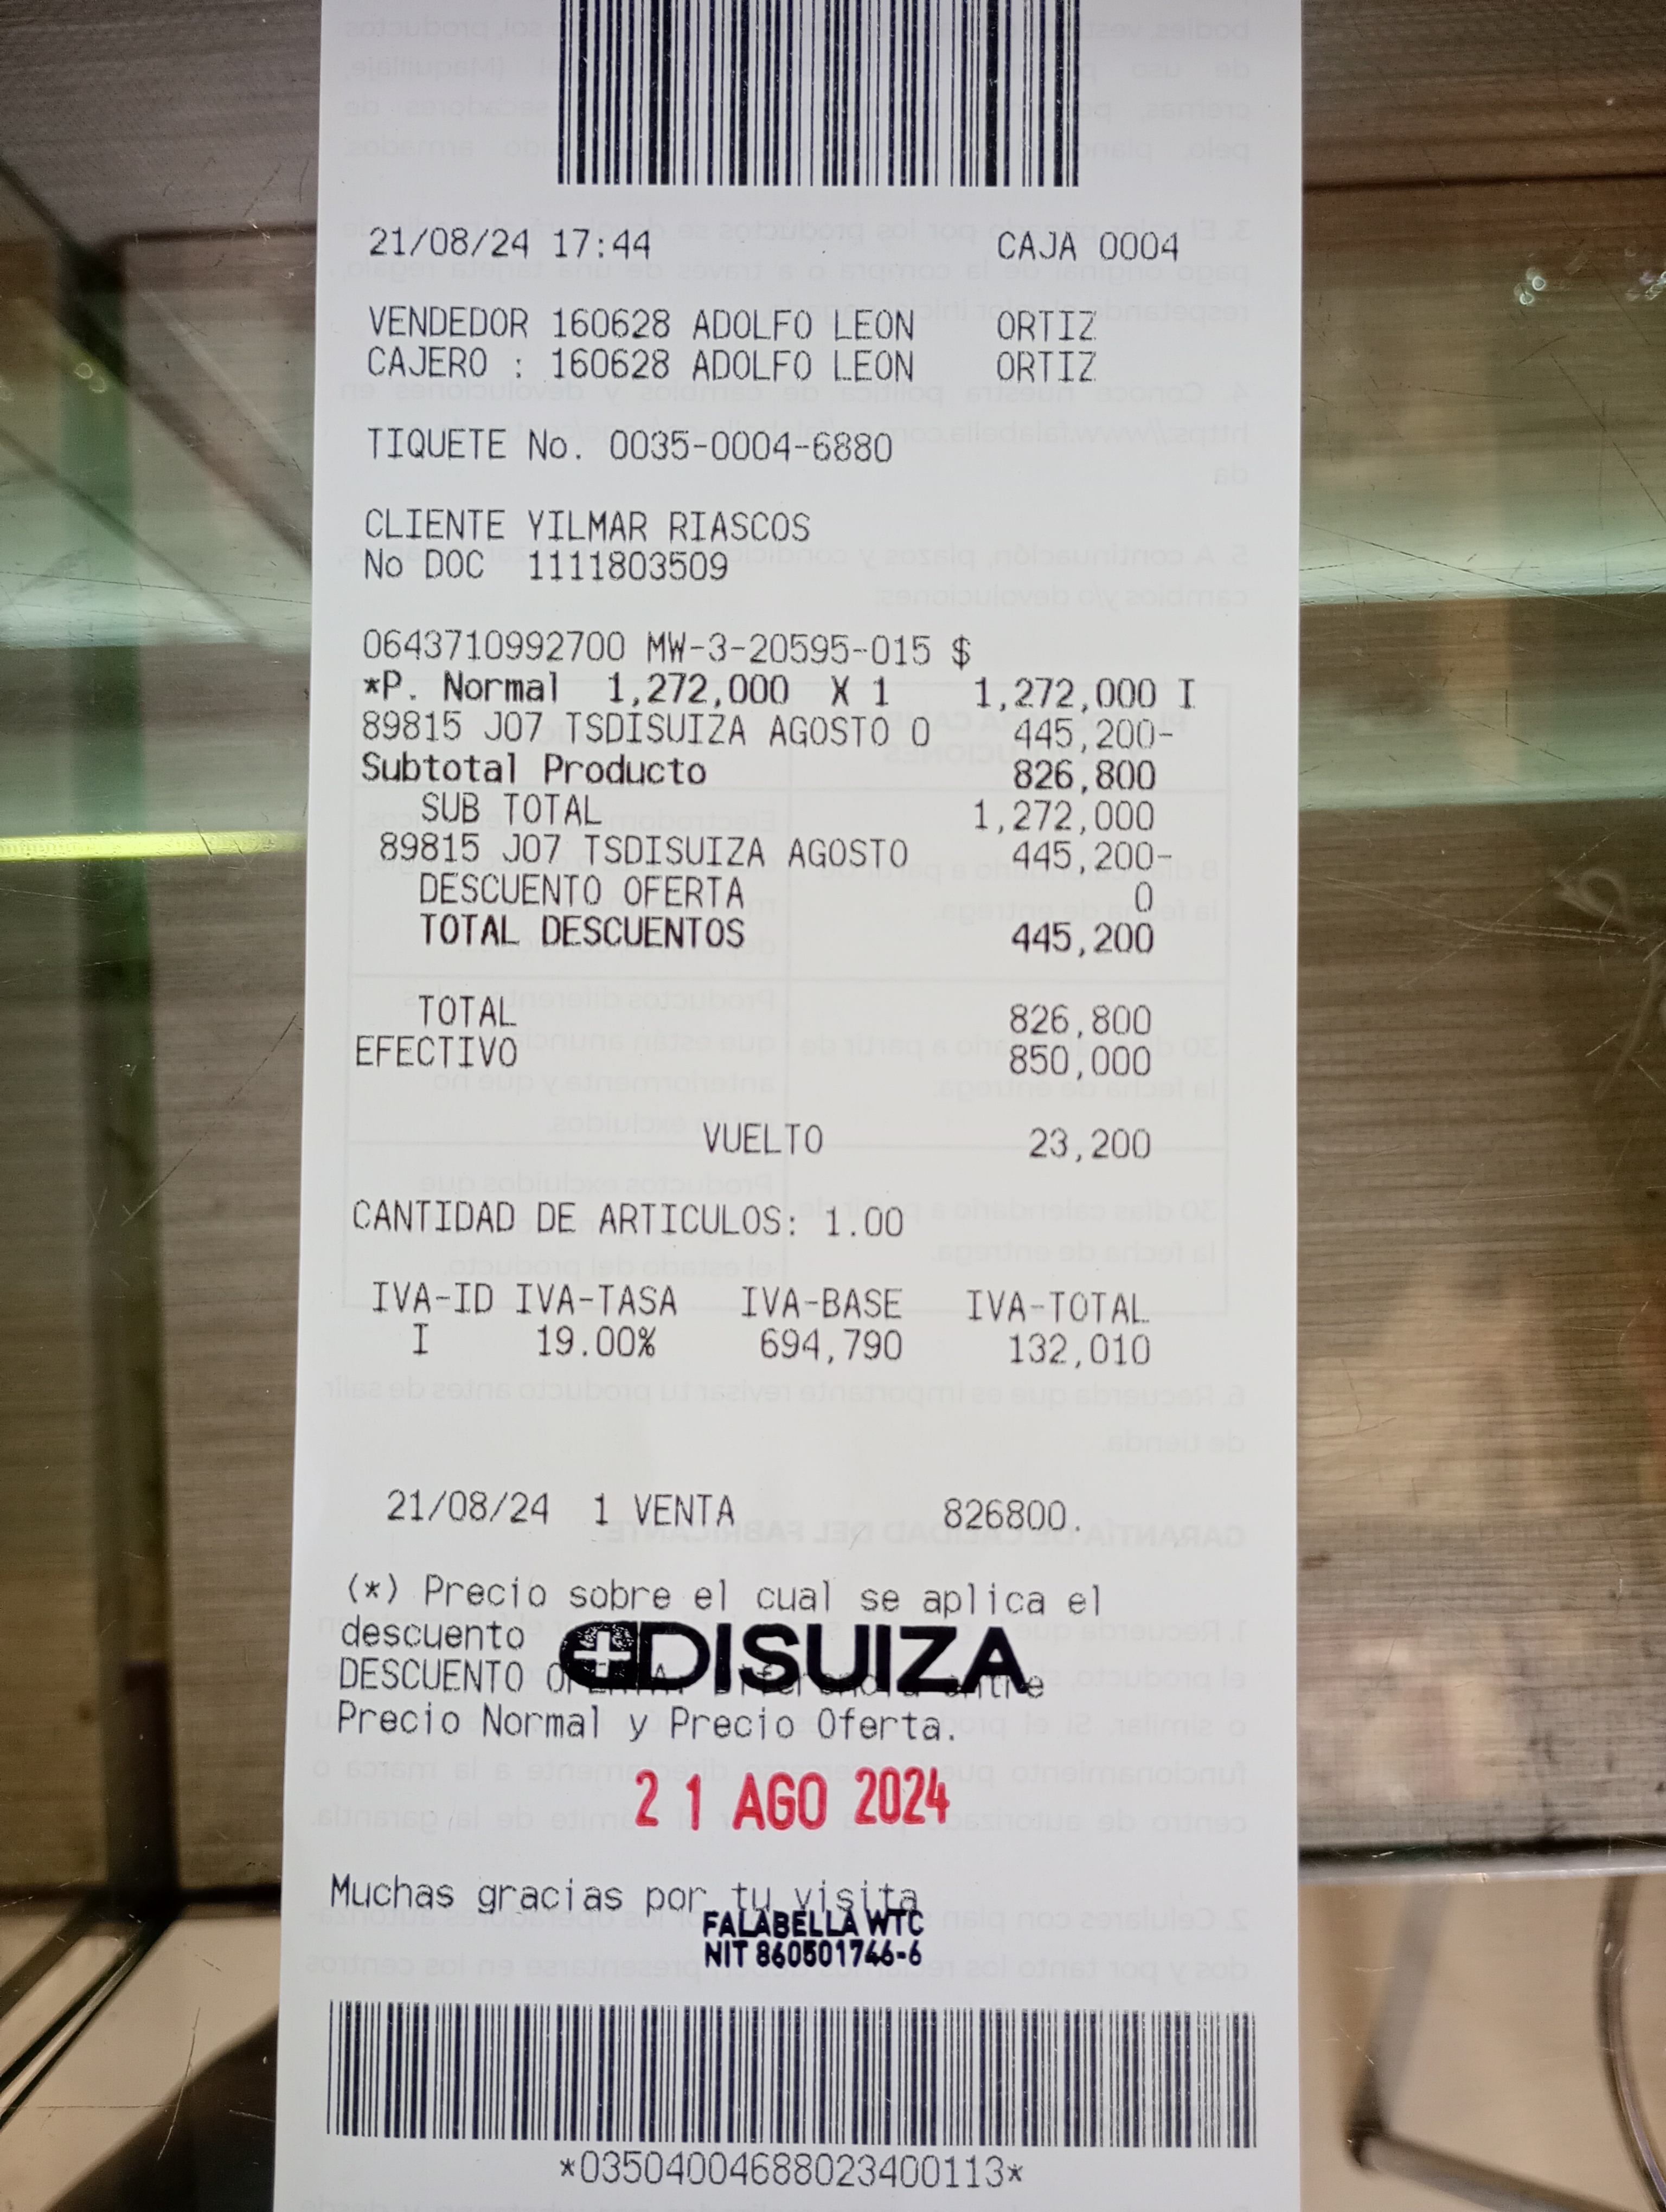 21/08/24 17:44 CAJA 0004
VENDEDOR 160628 ADOLFO LEON ORTIZ
CAJERO : 160628 ADOLFO LEON ORTIZ
TIQUETE No. 0035-0004-6880
CLIENTE YILMAR RIASCOS
No DOC 1111803509
0643710992700 MW-3-20595-015 $
*P. Normal 1,272,000 X 1 1,272,000 I
89815 J07 TSDISUIZA AGOSTO O 445,200-
Subtotal Producto 826,800
SUB TOTAL 1,272,000
89815 J07 TSDISUIZA AGOSTO 445,200-
DESCUENTO OFERTA 0
TOTAL DESCUENTOS 445,200
TOTAL 826,800
EFECTIVO 850,000
VUELTO 23,200
CANTIDAD DE ARTICULOS: 1.00
IVA-ID IVA-TASA IVA-BASE IVA-TOTAL
I 19.00% 694,790 132,010
21/08/24 1 VENTA 826800.
(*) Precio sobre el cual se aplica el
descuento
DISUIZA
DESCUENTO OFERTA: Diferencia entre
Precio Normal y Precio Oferta.
21 AGO 2024
Muchas gracias por tu visita
FALABELLA WTC
NIT 860501746-6
*03504004688023400113*